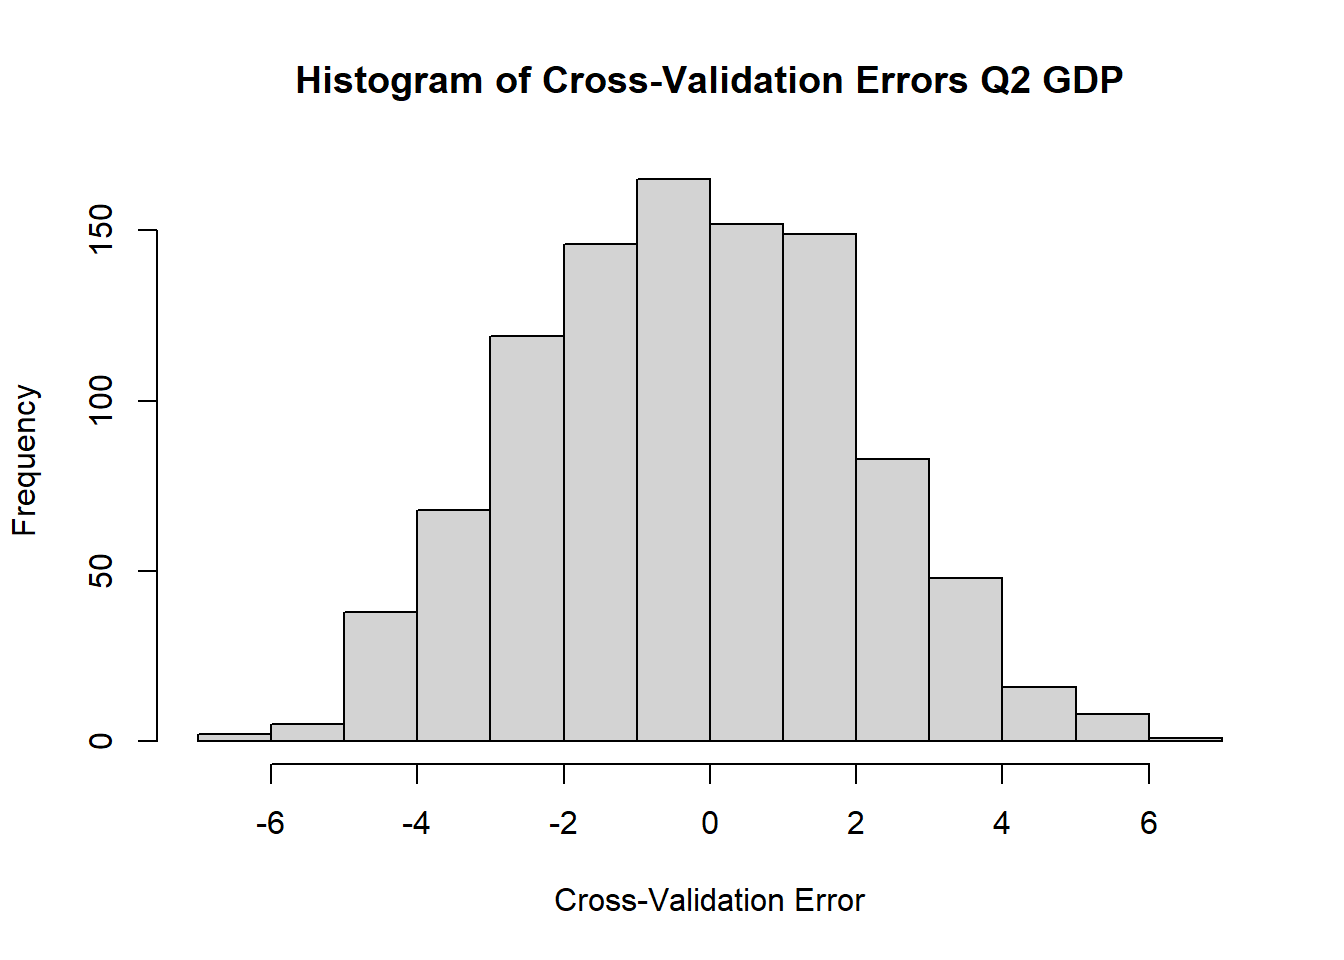 Histogram of Cross-Validation Errors Q2 GDP
Frequency
150
100
50
0
-6 -4 -2 0 2 4 6
Cross-Validation Error